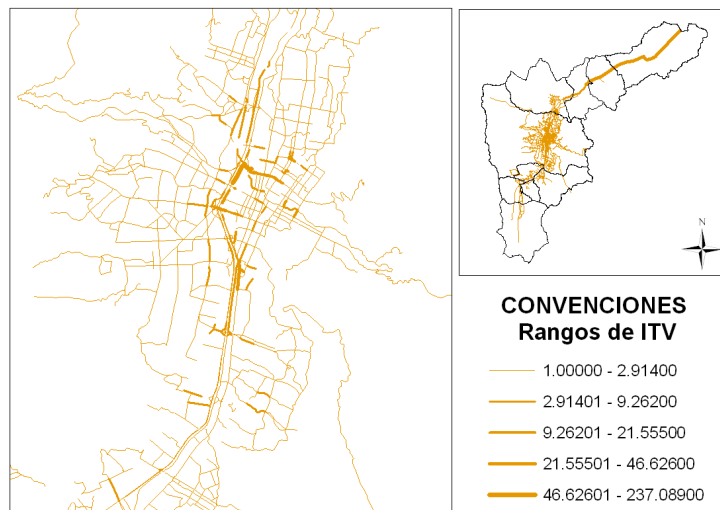 N
CONVENCIONES
Rangos de ITV
1.00000 - 2.91400
2.91401 - 9.26200
9.26201 - 21.55500
21.55501 - 46.62600
46.62601 - 237.08900